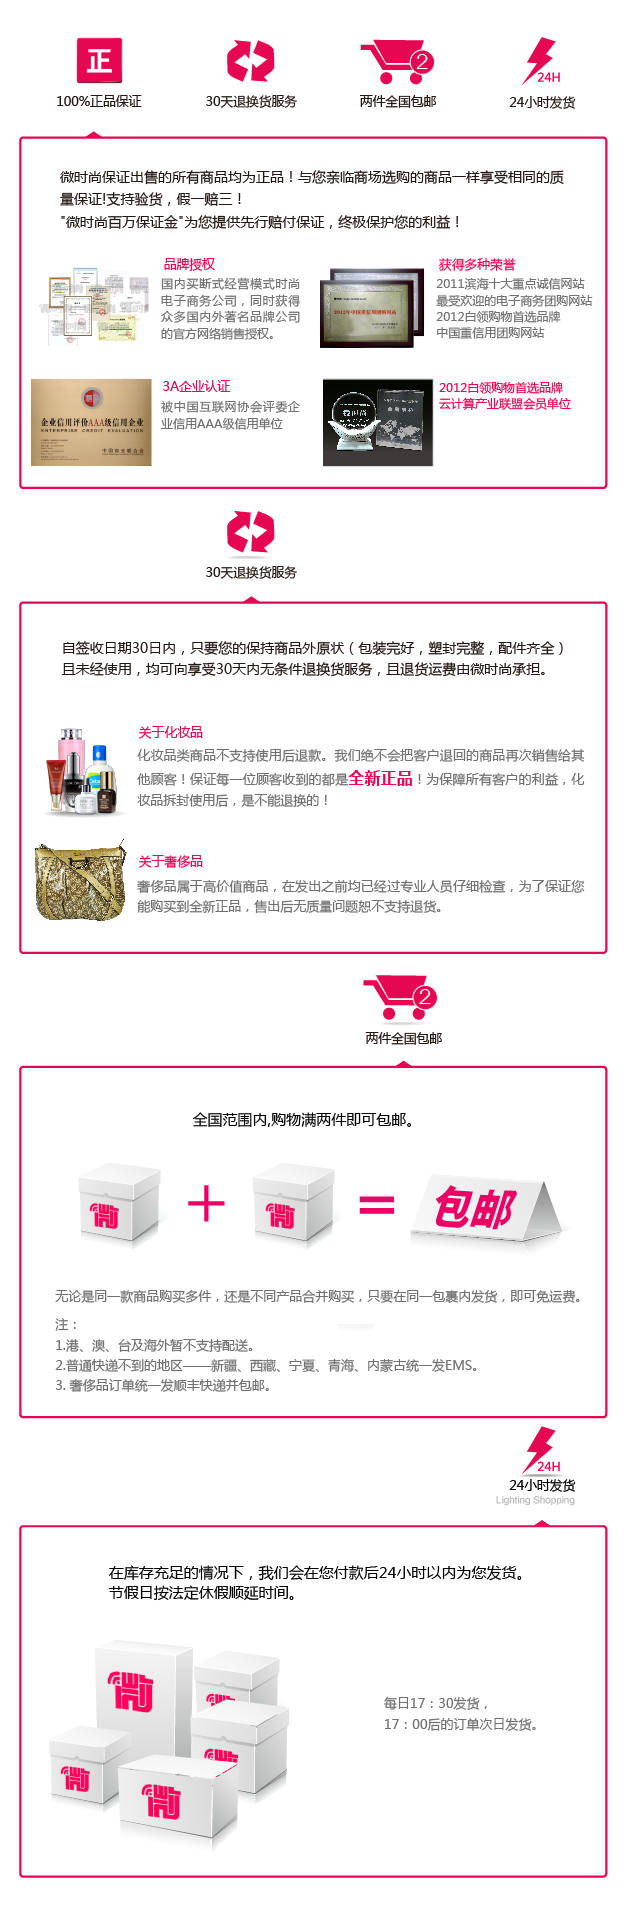 正
2
24H
100%正品保证
30天退换货服务
两件全国包邮
24小时发货
微时尚保证出售的所有商品均为正品！与您亲临商场选购的商品一样享受相同的质
量保证!支持验货，假一赔三！
"微时尚百万保证金"为您提供先行赔付保证，终极保护您的利益！
品牌授权
国内买断式经营模式时尚
电子商务公司，同时获得
众多国内外著名品牌公司
的官方网络销售授权。
获得多种荣誉
2011滨海十大重点诚信网站
最受欢迎的电子商务团购网站
2012白领购物首选品牌
中国重信用团购网站
企业信用评价AAA级信用企业
ENTERPRISE CREDIT EVALUATION
3A企业认证
被中国互联网协会评委企
业信用AAA级信用单位
微时尚
2012白领购物首选品牌
云计算产业联盟会员单位
30天退换货服务
自签收日期30日内，只要您的保持商品外原状（包装完好，塑封完整，配件齐全）
且未经使用，均可向享受30天内无条件退换货服务，且退货运费由微时尚承担。
关于化妆品
化妆品类商品不支持使用后退款。我们绝不会把客户退回的商品再次销售给其
他顾客！保证每一位顾客收到的都是全新正品！为保障所有客户的利益，化
妆品拆封使用后，是不能退换的！
关于奢侈品
奢侈品属于高价值商品，在发出之前均已经过专业人员仔细检查，为了保证您
能购买到全新正品，售出后无质量问题恕不支持退货。
2
两件全国包邮
全国范围内,购物满两件即可包邮。
微
+
微
=
包邮
无论是同一款商品购买多件，还是不同产品合并购买，只要在同一包裹内发货，即可免运费。
注：
1.港、澳、台及海外暂不支持配送。
2.普通快递不到的地区——新疆、西藏、宁夏、青海、内蒙古统一发EMS。
3. 奢侈品订单统一发顺丰快递并包邮。
24H
24小时发货
Lighting Shopping
在库存充足的情况下，我们会在您付款后24小时以内为您发货。
节假日按法定休假顺延时间。
每日17：30发货，
17：00后的订单次日发货。